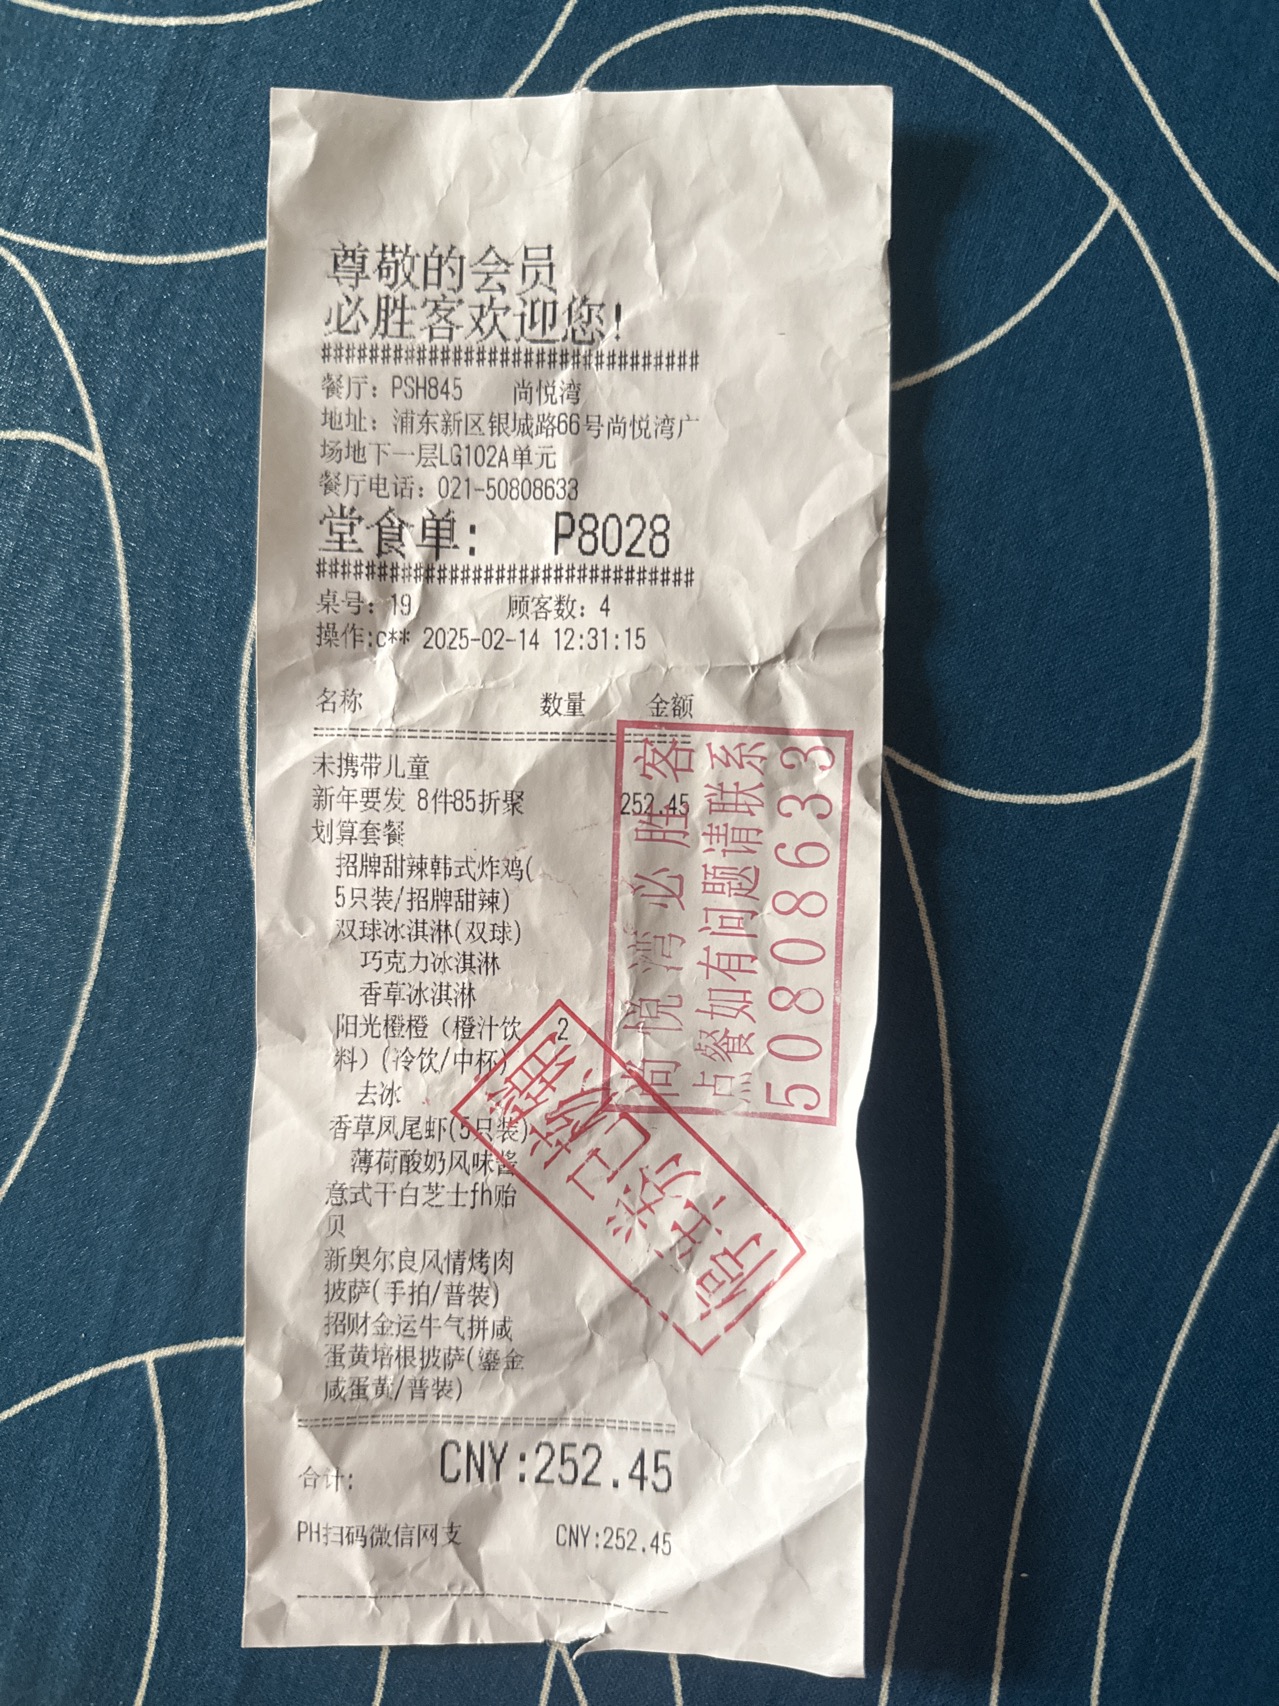 尊敬的会员
必胜客欢迎您!
################################
餐厅: PSH845 尚悦湾
地址: 浦东新区银城路66号尚悦湾广
场地下一层LG102A单元
餐厅电话: 021-50808633
堂食单: P8028
################################
桌号: 19 顾客数: 4
操作:c** 2025-02-14 12:31:15
名称 数量 金额
================================
未携带儿童
新年要发 8件85折聚 252.45
划算套餐
招牌甜辣韩式炸鸡(
5只装/招牌甜辣)
双球冰淇淋(双球)
巧克力冰淇淋
香草冰淇淋
阳光橙橙（橙汁饮 2
料）(冷饮/中杯)
去冰
香草凤尾虾(5只装)
薄荷酸奶风味酱
意式干白芝士fh贻
贝
新奥尔良风情烤肉
披萨(手拍/普装)
招财金运牛气拼咸
蛋黄培根披萨(鎏金
咸蛋黄/普装)
================================
合计: CNY:252.45
PH扫码微信网支 CNY:252.45
尚悦湾必胜客
点餐如有问题请联系
50808633